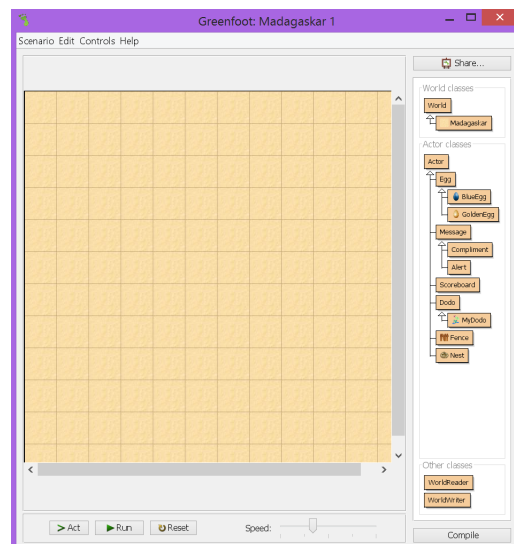 Greenfoot: Madagaskar 1
Scenario Edit Controls Help
Share...
World classes
World
Madagaskar
Actor classes
Actor
Egg
BlueEgg
GoldenEgg
Message
Compliment
Alert
Scoreboard
Dodo
MyDodo
Fence
Nest
Other classes
WorldReader
WorldWriter
Act Run Reset Speed:
Compile